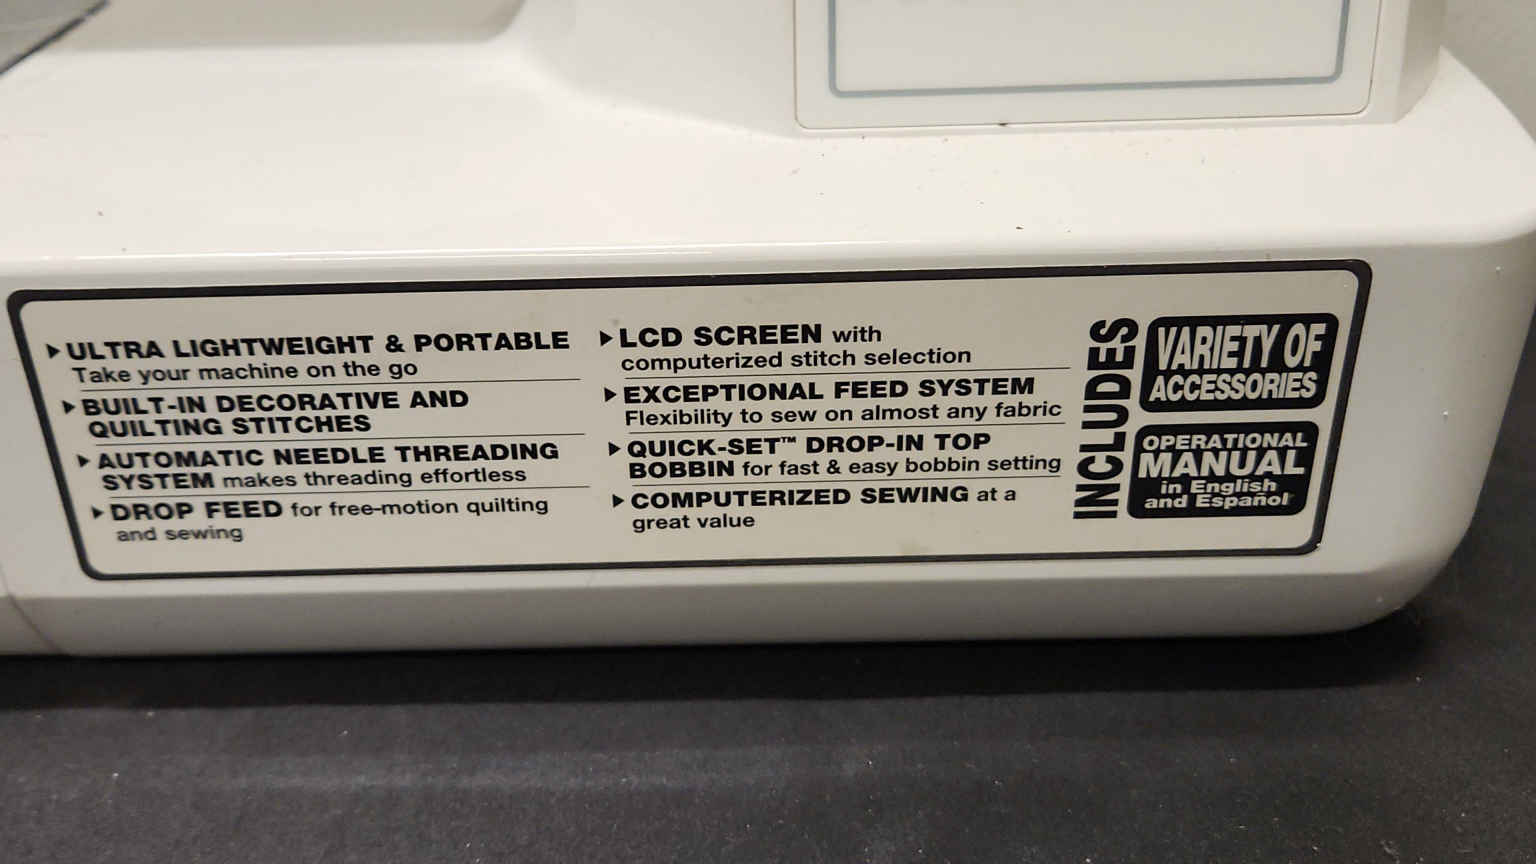 ULTRA LIGHTWEIGHT & PORTABLE
Take your machine on the go
BUILT-IN DECORATIVE AND
QUILTING STITCHES
AUTOMATIC NEEDLE THREADING
SYSTEM makes threading effortless
DROP FEED for free-motion quilting
and sewing
LCD SCREEN with
computerized stitch selection
EXCEPTIONAL FEED SYSTEM
Flexibility to sew on almost any fabric
QUICK-SET™ DROP-IN TOP
BOBBIN for fast & easy bobbin setting
COMPUTERIZED SEWING at a
great value
INCLUDES
VARIETY OF
ACCESSORIES
OPERATIONAL
MANUAL
in English
and Español